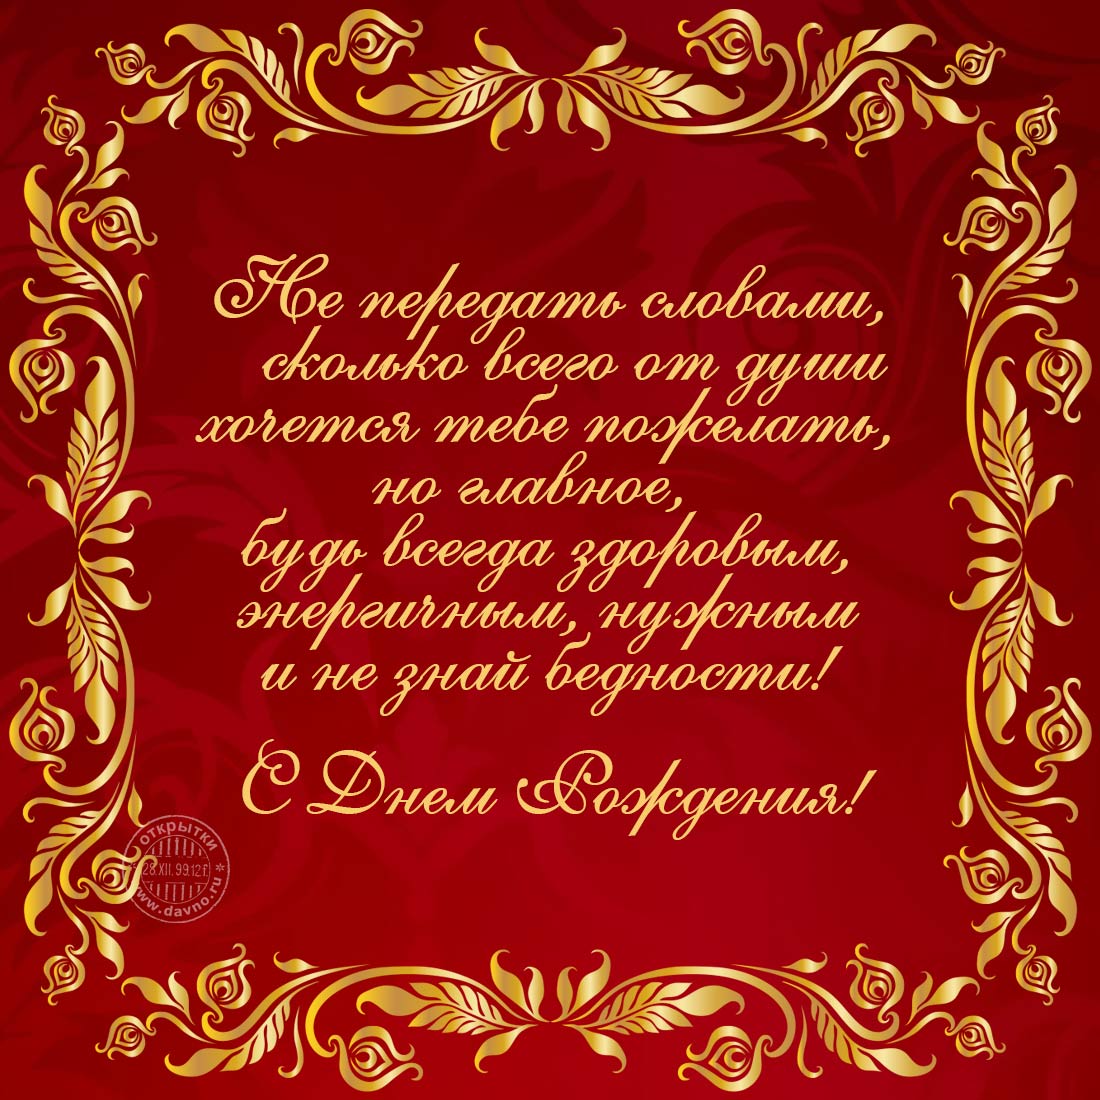 Не передать словами,
сколько всего от души
хочется тебе пожелать,
но главное,
будь всегда здоровым,
энергичным, нужным
и не знай бедности!
С Днем Рождения!
открытки
28.XII.99.12 г.
www.davno.ru